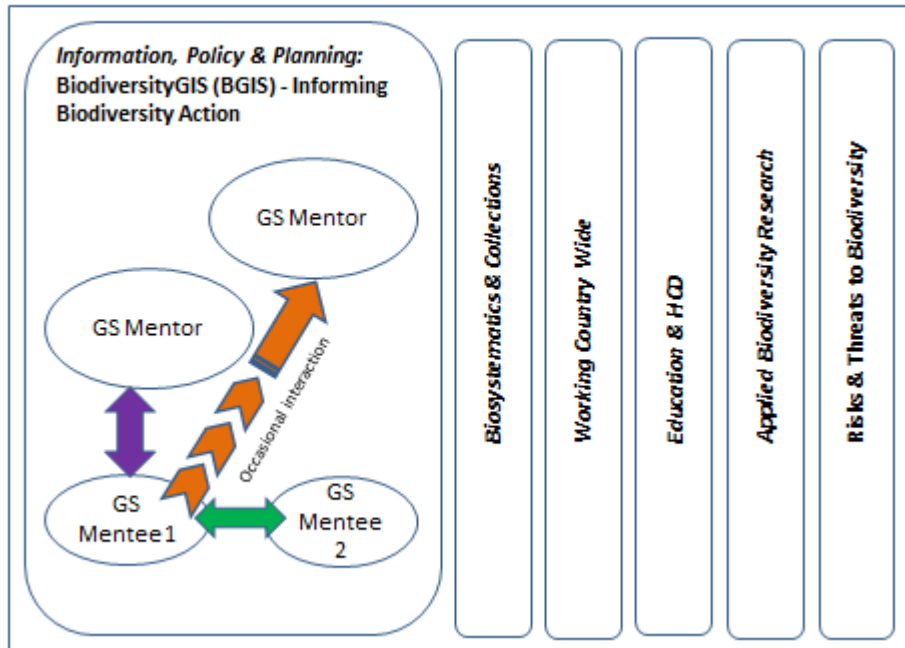 Information, Policy & Planning:
BiodiversityGIS (BGIS) - Informing
Biodiversity Action
GS Mentor
GS Mentor
Occasional interaction
GS
Mentee 1
GS
Mentee
2
Biosystematics & Collections
Working Country Wide
Education & HCD
Applied Biodiversity Research
Risks & Threats to Biodiversity